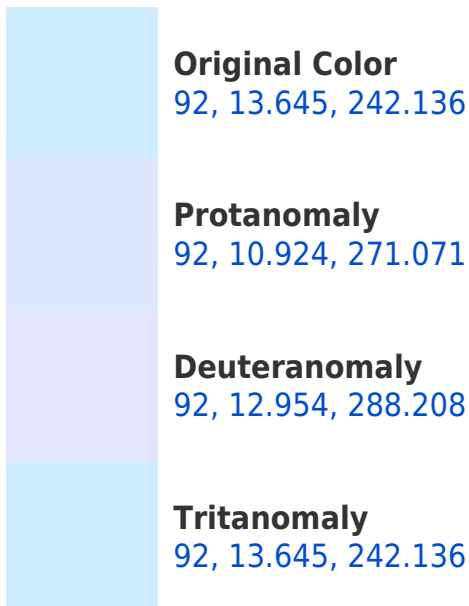 Original Color
92, 13.645, 242.136
Protanomaly
92, 10.924, 271.071
Deuteranomaly
92, 12.954, 288.208
Tritanomaly
92, 13.645, 242.136